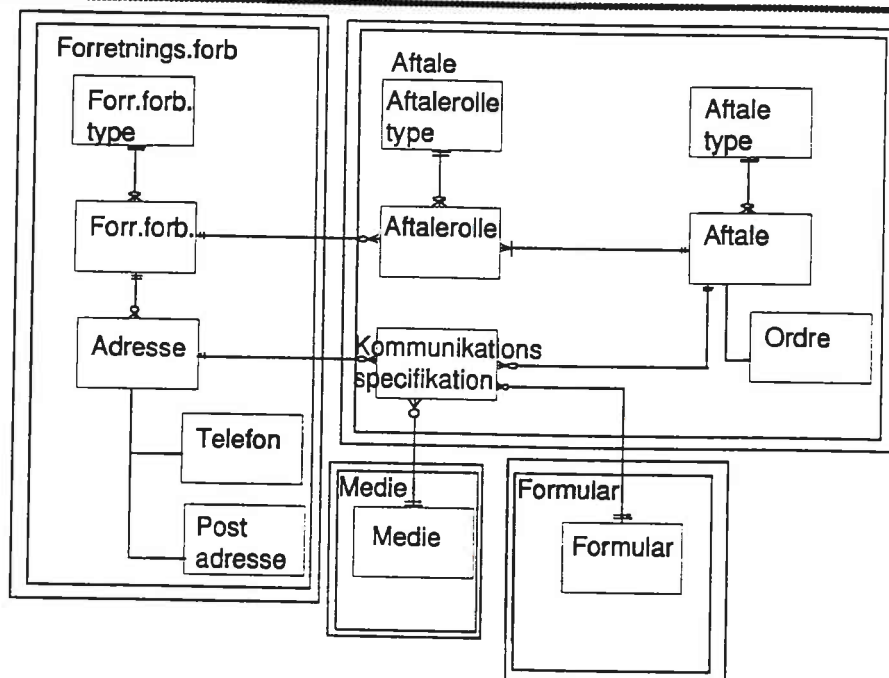 Forretnings.forb
Forr.forb.
type
Forr.forb.
Adresse
Telefon
Post
adresse
Aftale
Aftalerolle
type
Aftale
type
Aftalerolle
Aftale
Kommunikations
specifikation
Ordre
Medie
Medie
Formular
Formular